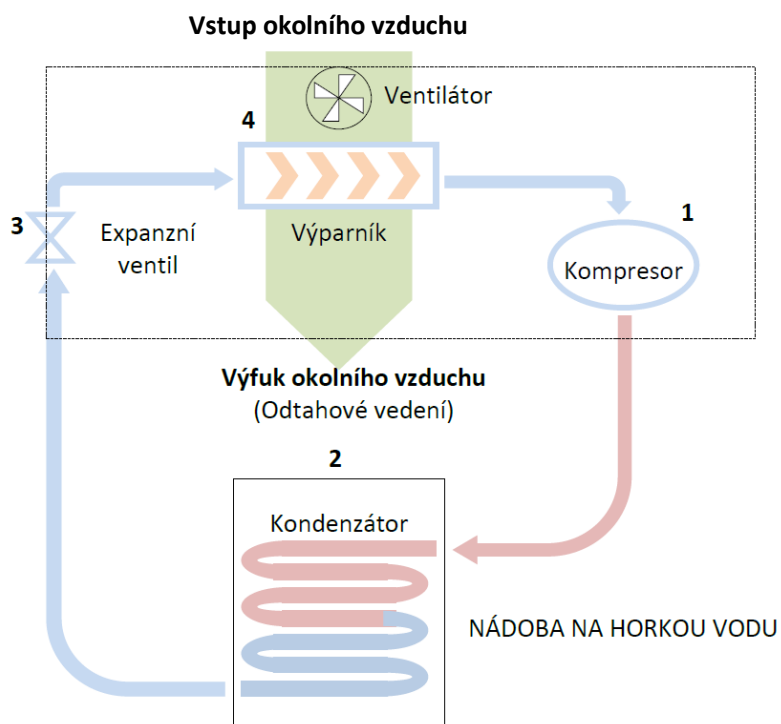 Vstup okolního vzduchu
Ventilátor
4
3
Expanzní
ventil
Výparník
1
Kompresor
Výfuk okolního vzduchu
(Odtahové vedení)
2
Kondenzátor
NÁDOBA NA HORKOU VODU